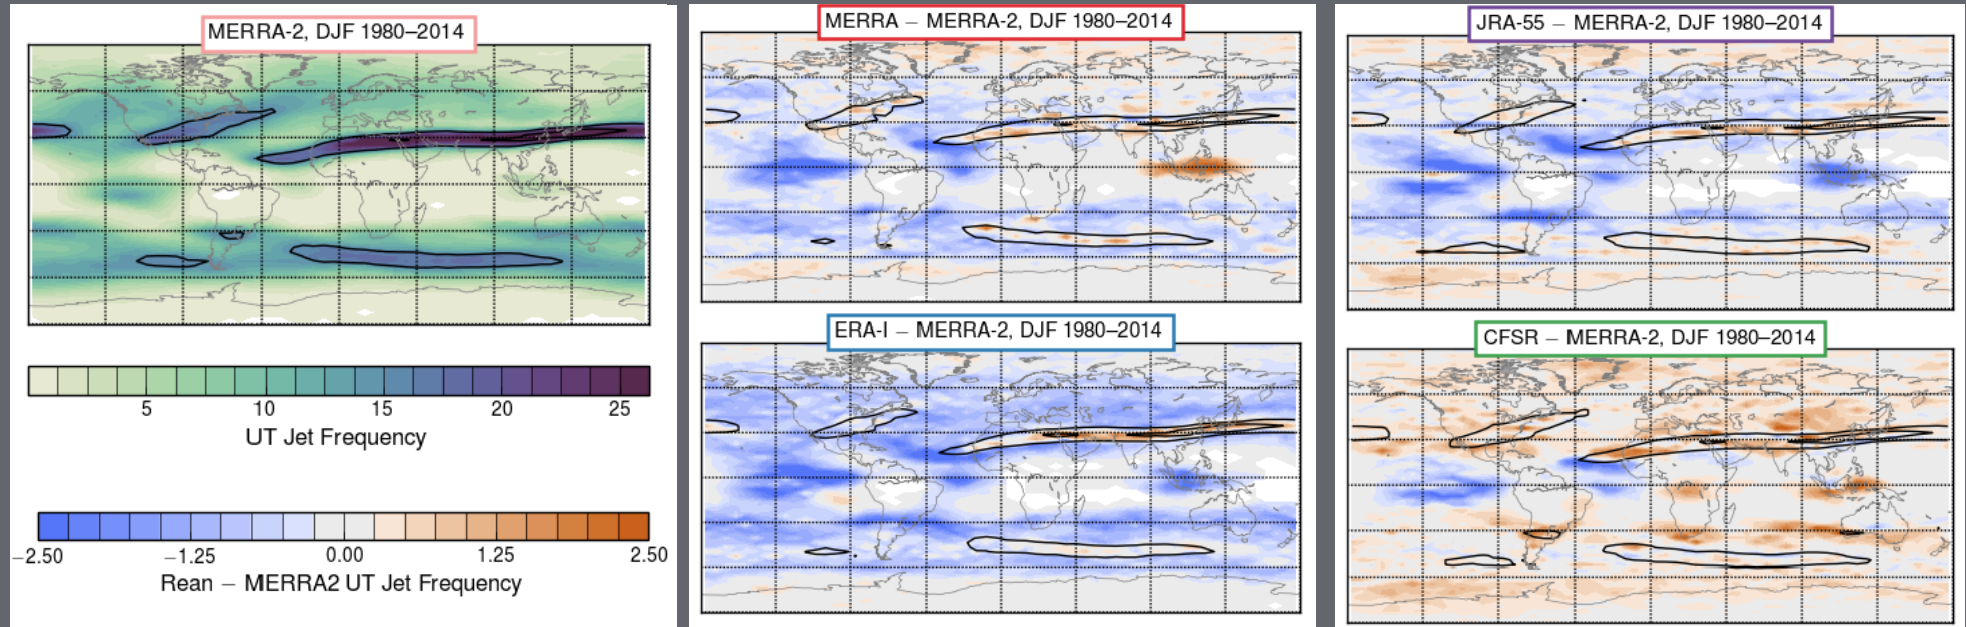 MERRA-2, DJF 1980–2014
5 10 15 20 25
UT Jet Frequency
−2.50 −1.25 0.00 1.25 2.50
Rean − MERRA2 UT Jet Frequency
MERRA − MERRA-2, DJF 1980–2014
ERA-I − MERRA-2, DJF 1980–2014
JRA-55 − MERRA-2, DJF 1980–2014
CFSR − MERRA-2, DJF 1980–2014